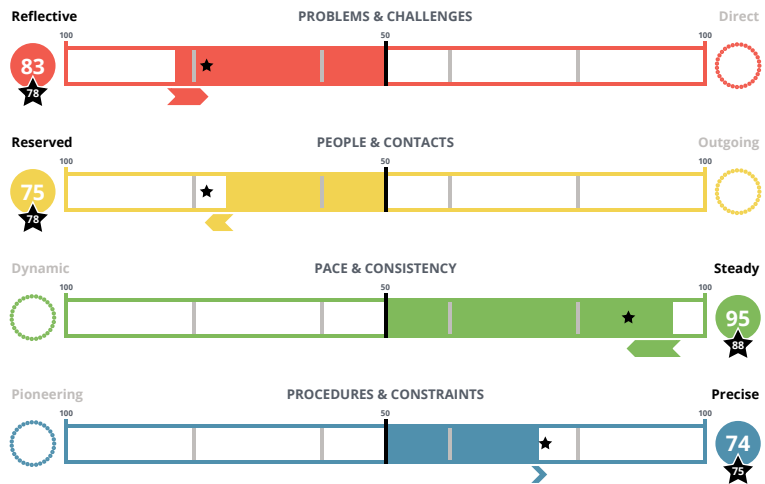 Reflective PROBLEMS & CHALLENGES Direct
100 50 100
83
78
Reserved PEOPLE & CONTACTS Outgoing
100 50 100
75
78
Dynamic PACE & CONSISTENCY Steady
100 50 100
95
88
Pioneering PROCEDURES & CONSTRAINTS Precise
100 50 100
74
75